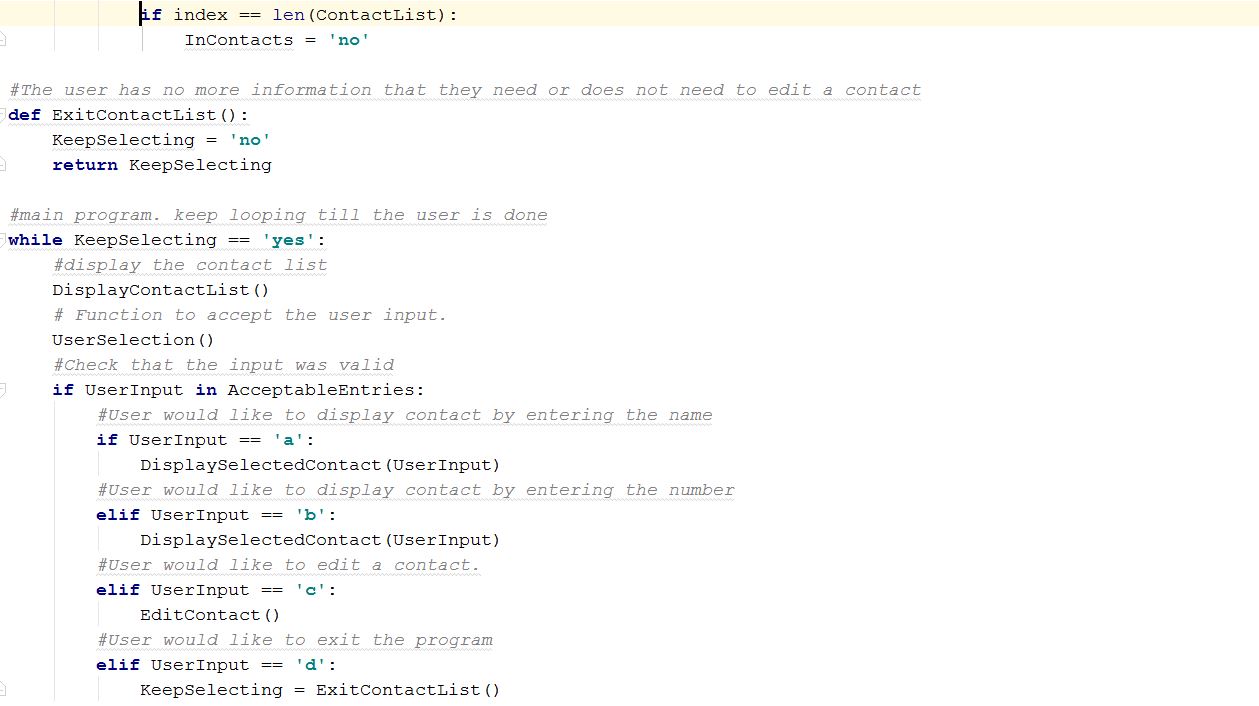 if index == len(ContactList):
InContacts = 'no'
#The user has no more information that they need or does not need to edit a contact
def ExitContactList():
KeepSelecting = 'no'
return KeepSelecting
#main program. keep looping till the user is done
while KeepSelecting == 'yes':
#display the contact list
DisplayContactList()
# Function to accept the user input.
UserSelection()
#Check that the input was valid
if UserInput in AcceptableEntries:
#User would like to display contact by entering the name
if UserInput == 'a':
DisplaySelectedContact(UserInput)
#User would like to display contact by entering the number
elif UserInput == 'b':
DisplaySelectedContact(UserInput)
#User would like to edit a contact.
elif UserInput == 'c':
EditContact()
#User would like to exit the program
elif UserInput == 'd':
KeepSelecting = ExitContactList()